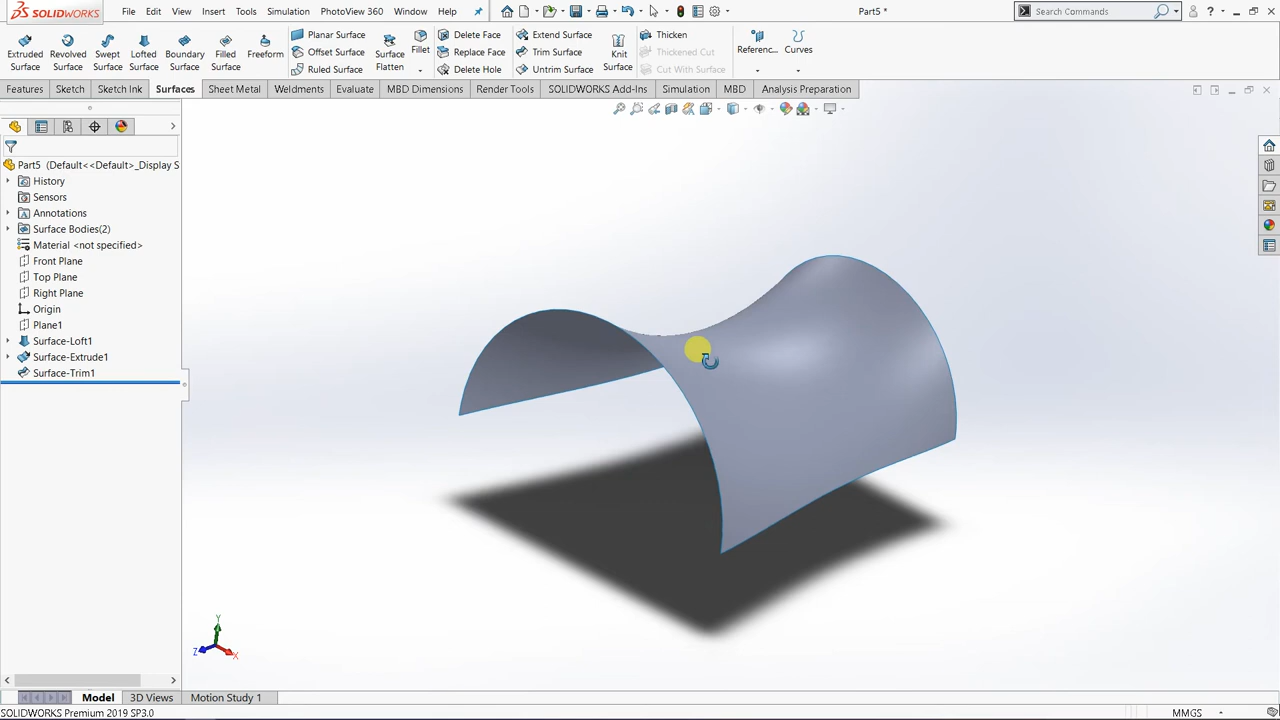 SOLIDWORKS File Edit View Insert Tools Simulation PhotoView 360 Window Help Part5 * Search Commands
Extruded Surface Revolved Surface Swept Surface Lofted Surface Boundary Surface Filled Surface Freeform Planar Surface Offset Surface Ruled Surface Surface Flatten Fillet Delete Face Replace Face Delete Hole Extend Surface Trim Surface Untrim Surface Knit Surface Thicken Thickened Cut Cut With Surface Referenc... Curves
Features Sketch Sketch Ink Surfaces Sheet Metal Weldments Evaluate MBD Dimensions Render Tools SOLIDWORKS Add-Ins Simulation MBD Analysis Preparation
Part5 (Default<<Default>_Display S
History
Sensors
Annotations
Surface Bodies(2)
Material <not specified>
Front Plane
Top Plane
Right Plane
Origin
Plane1
Surface-Loft1
Surface-Extrude1
Surface-Trim1
Y
Z X
Model 3D Views Motion Study 1
SOLIDWORKS Premium 2019 SP3.0 MMGS